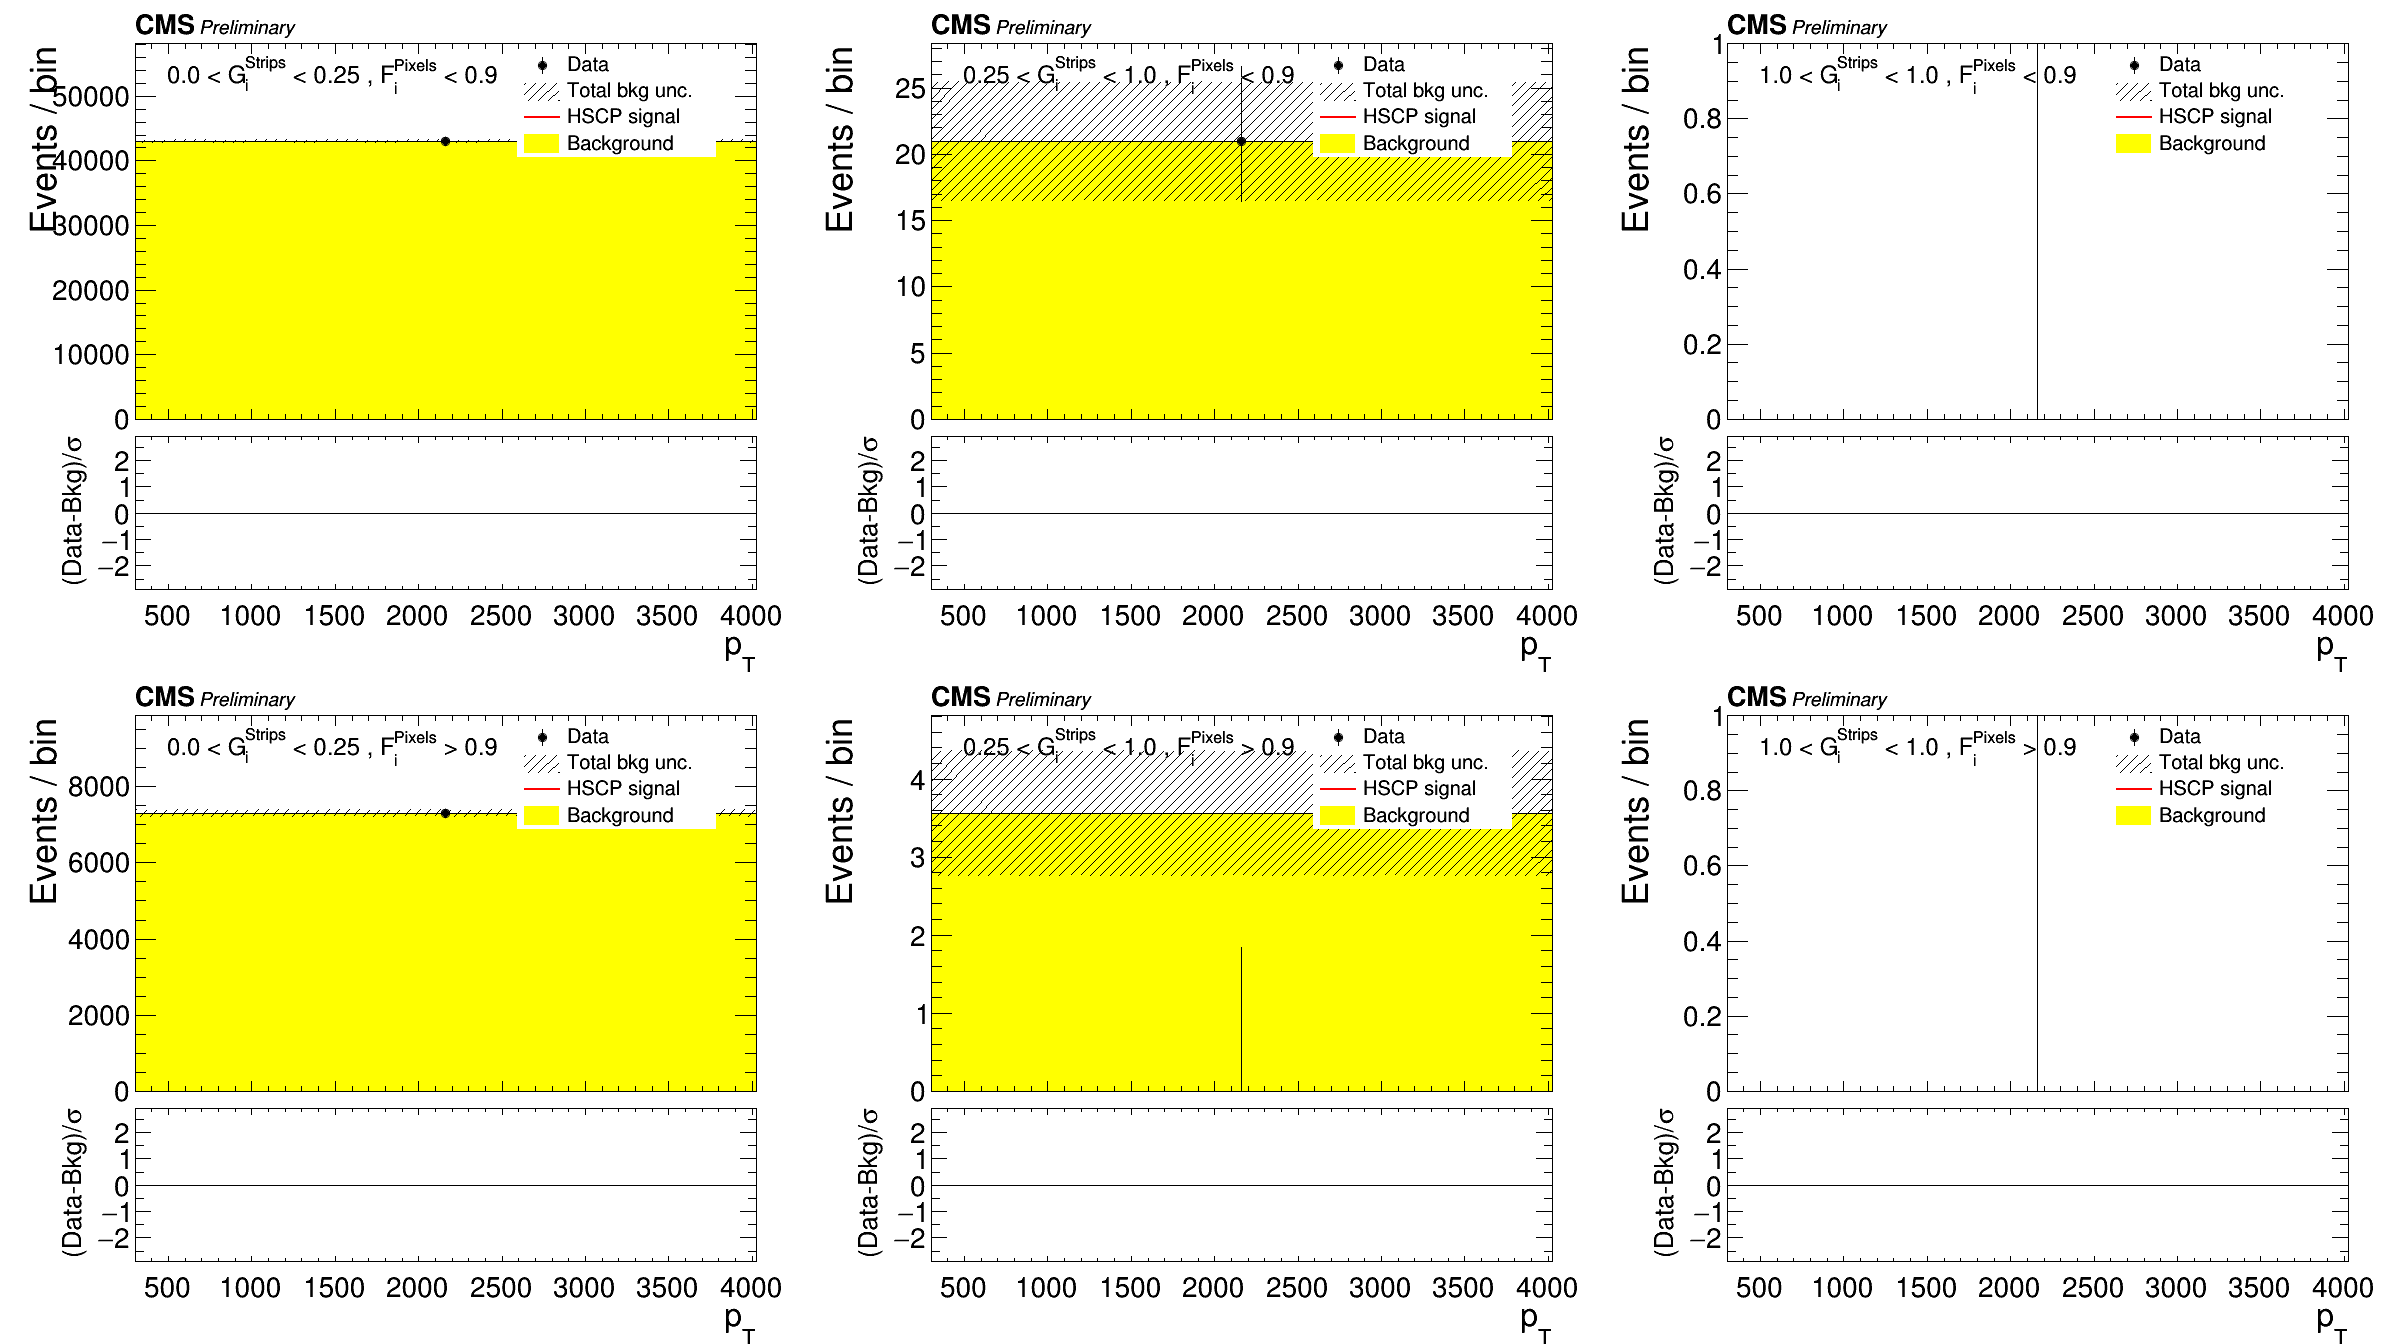 CMS Preliminary
0.0 < G_i^Strips < 0.25 , F_i^Pixels < 0.9
Data
Total bkg unc.
HSCP signal
Background
Events / bin
50000
40000
30000
20000
10000
0
(Data-Bkg)/σ
2
1
0
−1
−2
500 1000 1500 2000 2500 3000 3500 4000
p_T
CMS Preliminary
0.25 < G_i^Strips < 1.0 , F_i^Pixels < 0.9
Data
Total bkg unc.
HSCP signal
Background
Events / bin
25
20
15
10
5
0
(Data-Bkg)/σ
2
1
0
−1
−2
500 1000 1500 2000 2500 3000 3500 4000
p_T
CMS Preliminary
1.0 < G_i^Strips < 1.0 , F_i^Pixels < 0.9
Data
Total bkg unc.
HSCP signal
Background
Events / bin
1
0.8
0.6
0.4
0.2
0
(Data-Bkg)/σ
2
1
0
−1
−2
500 1000 1500 2000 2500 3000 3500 4000
p_T
CMS Preliminary
0.0 < G_i^Strips < 0.25 , F_i^Pixels > 0.9
Data
Total bkg unc.
HSCP signal
Background
Events / bin
8000
6000
4000
2000
0
(Data-Bkg)/σ
2
1
0
−1
−2
500 1000 1500 2000 2500 3000 3500 4000
p_T
CMS Preliminary
0.25 < G_i^Strips < 1.0 , F_i^Pixels > 0.9
Data
Total bkg unc.
HSCP signal
Background
Events / bin
4
3
2
1
0
(Data-Bkg)/σ
2
1
0
−1
−2
500 1000 1500 2000 2500 3000 3500 4000
p_T
CMS Preliminary
1.0 < G_i^Strips < 1.0 , F_i^Pixels > 0.9
Data
Total bkg unc.
HSCP signal
Background
Events / bin
1
0.8
0.6
0.4
0.2
0
(Data-Bkg)/σ
2
1
0
−1
−2
500 1000 1500 2000 2500 3000 3500 4000
p_T